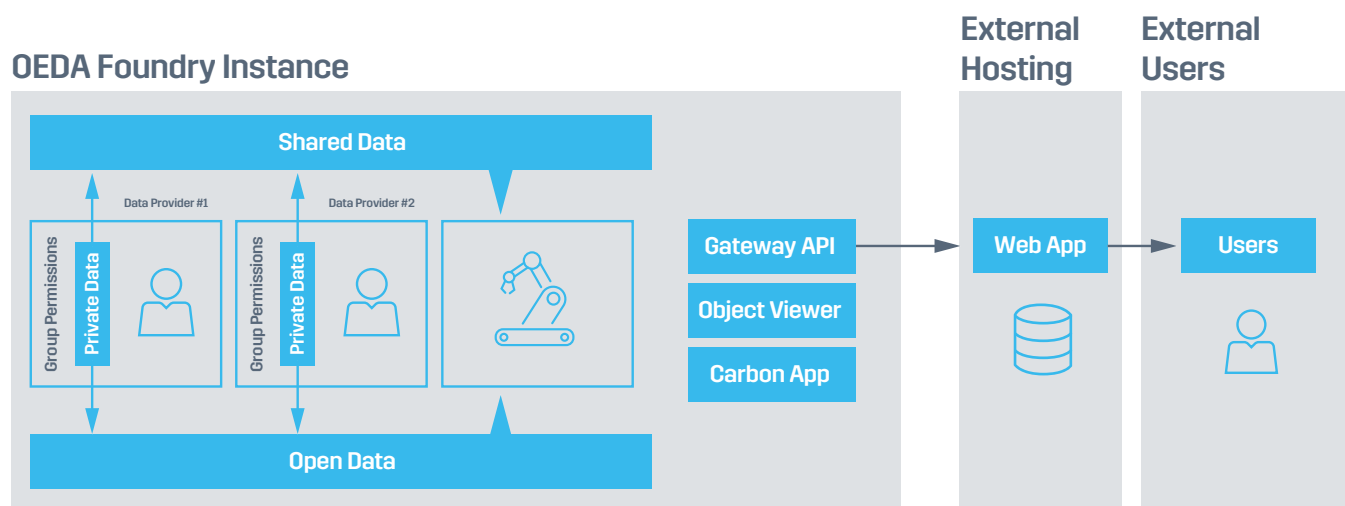 OEDA Foundry Instance
Shared Data
Data Provider #1
Group Permissions
Private Data
Data Provider #2
Group Permissions
Private Data
Open Data
Gateway API
Object Viewer
Carbon App
External
Hosting
Web App
External
Users
Users